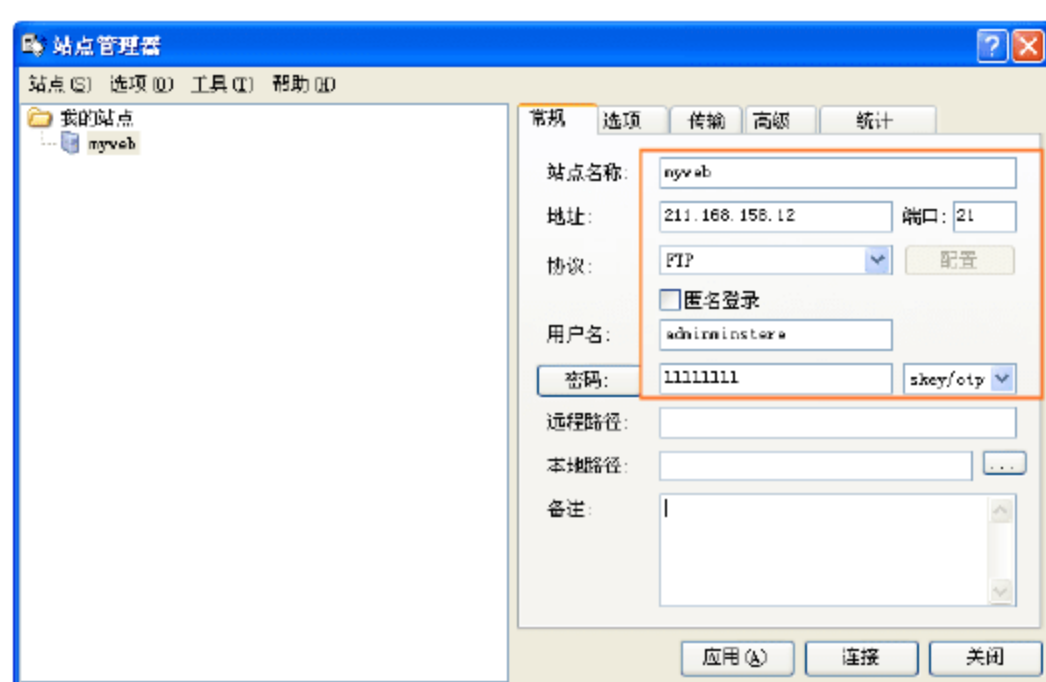 站点管理器
站点(S) 选项(O) 工具(T) 帮助(H)
我的站点
myweb
常规 选项 传输 高级 统计
站点名称: myweb
地址: 211.168.158.12 端口: 21
协议: FTP 配置
匿名登录
用户名: adminminstera
密码: 11111111 skey/otp
远程路径:
本地路径: ...
备注:
应用(A) 连接 关闭